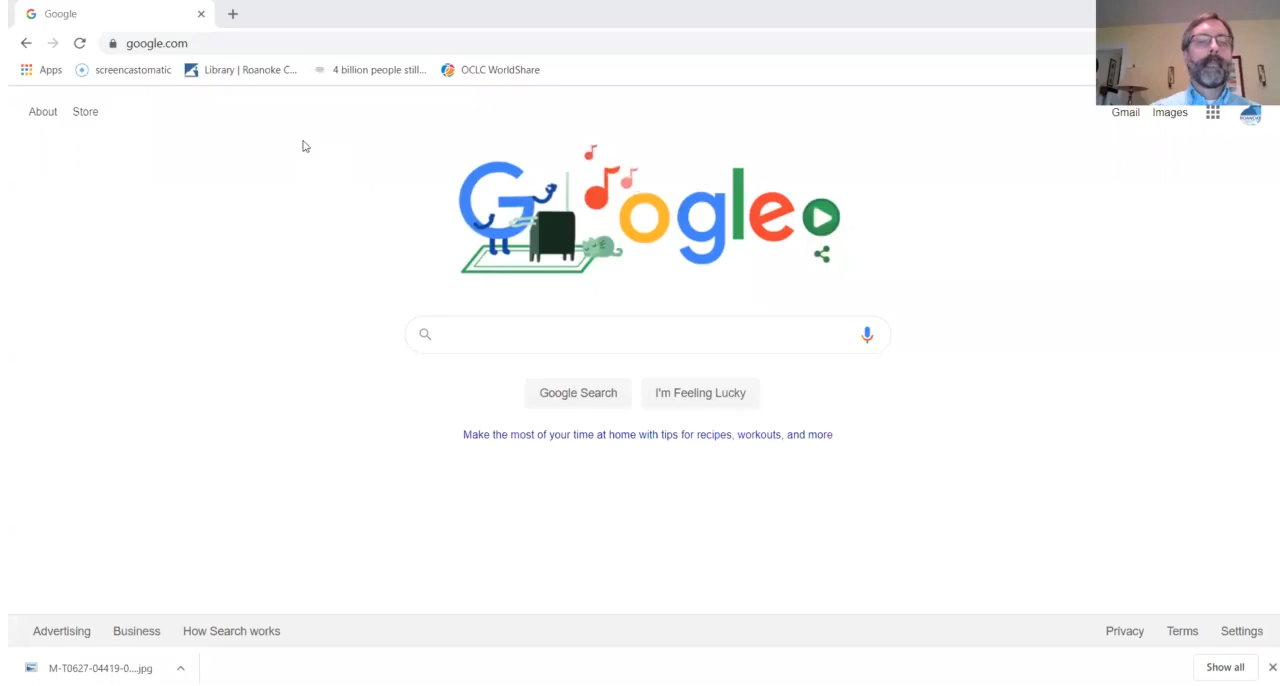 Google
google.com
Apps screencastomatic Library | Roanoke C... 4 billion people still... OCLC WorldShare
About Store Gmail Images
Google
Google Search I'm Feeling Lucky
Make the most of your time at home with tips for recipes, workouts, and more
Advertising Business How Search works Privacy Terms Settings
M-T0627-04419-0....jpg Show all